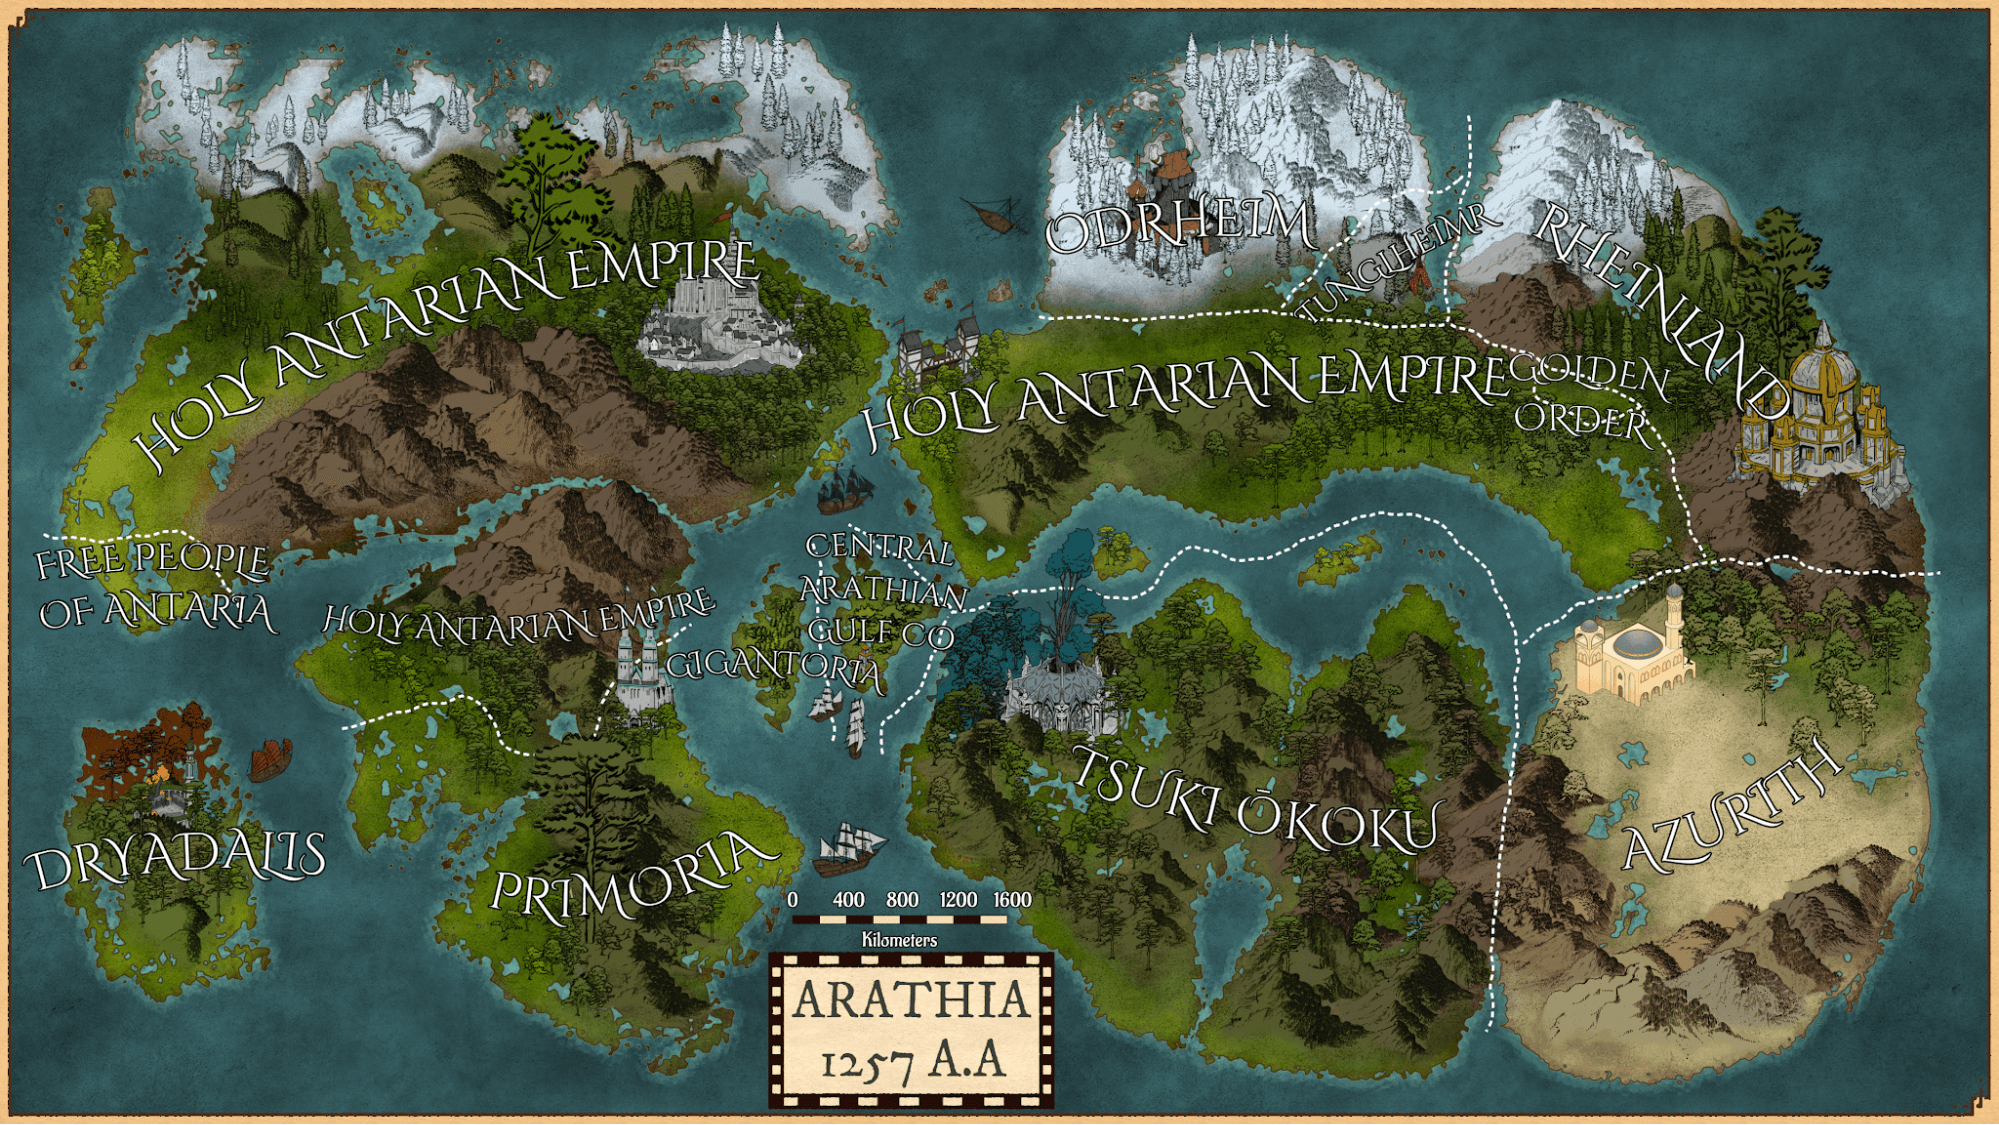 ODRHEIM
TUNGLHEIMR
RHEINLAND
HOLY ANTARIAN EMPIRE
HOLY ANTARIAN EMPIRE
GOLDEN
ORDER
FREE PEOPLE
OF ANTARIA
HOLY ANTARIAN EMPIRE
CENTRAL
ARATHIAN
GULF CO
GIGANTORIA
DRYADALIS
PRIMORIA
TSUKI ŌKOKU
AZURITH
0 400 800 1200 1600
Kilometers
ARATHIA
1257 A.A